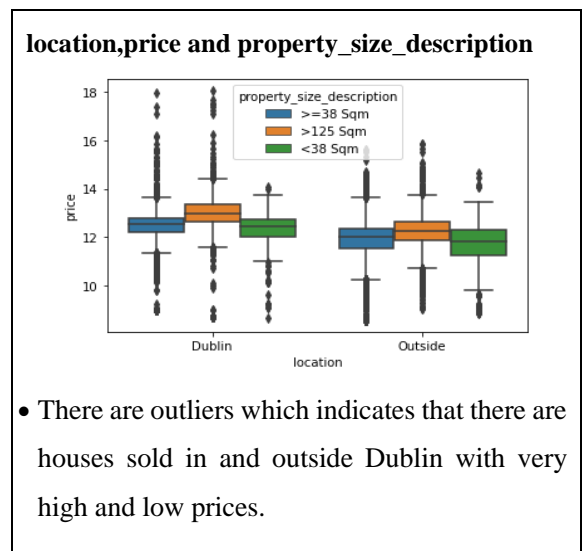 location,price and property_size_description
18
16
14
12
10
price
property_size_description
>=38 Sqm
>125 Sqm
<38 Sqm
Dublin
Outside
location
• There are outliers which indicates that there are
houses sold in and outside Dublin with very
high and low prices.